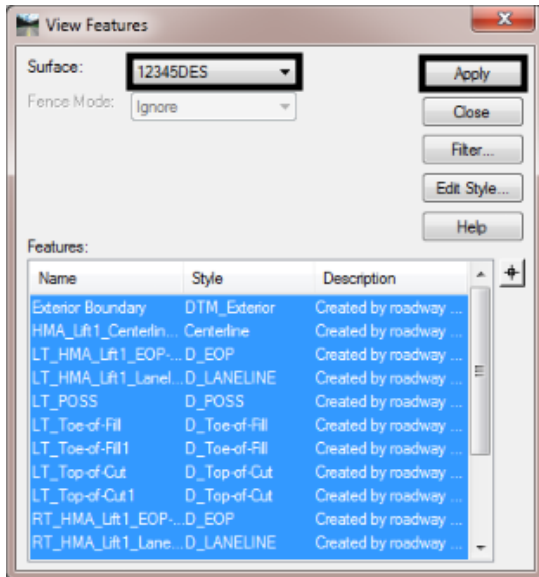 View Features
Surface: 12345DES Apply
Fence Mode: Ignore Close
Filter...
Edit Style...
Help
Features:
Name Style Description
Exterior Boundary DTM_Exterior Created by roadway ...
HMA_Lift1_Centerlin... Centerline Created by roadway ...
LT_HMA_Lift1_EOP-... D_EOP Created by roadway ...
LT_HMA_Lift1_Lanel... D_LANELINE Created by roadway ...
LT_POSS D_POSS Created by roadway ...
LT_Toe-of-Fill D_Toe-of-Fill Created by roadway ...
LT_Toe-of-Fill1 D_Toe-of-Fill Created by roadway ...
LT_Top-of-Cut D_Top-of-Cut Created by roadway ...
LT_Top-of-Cut1 D_Top-of-Cut Created by roadway ...
RT_HMA_Lift1_EOP-... D_EOP Created by roadway ...
RT_HMA_Lift1_Lane... D_LANELINE Created by roadway ...